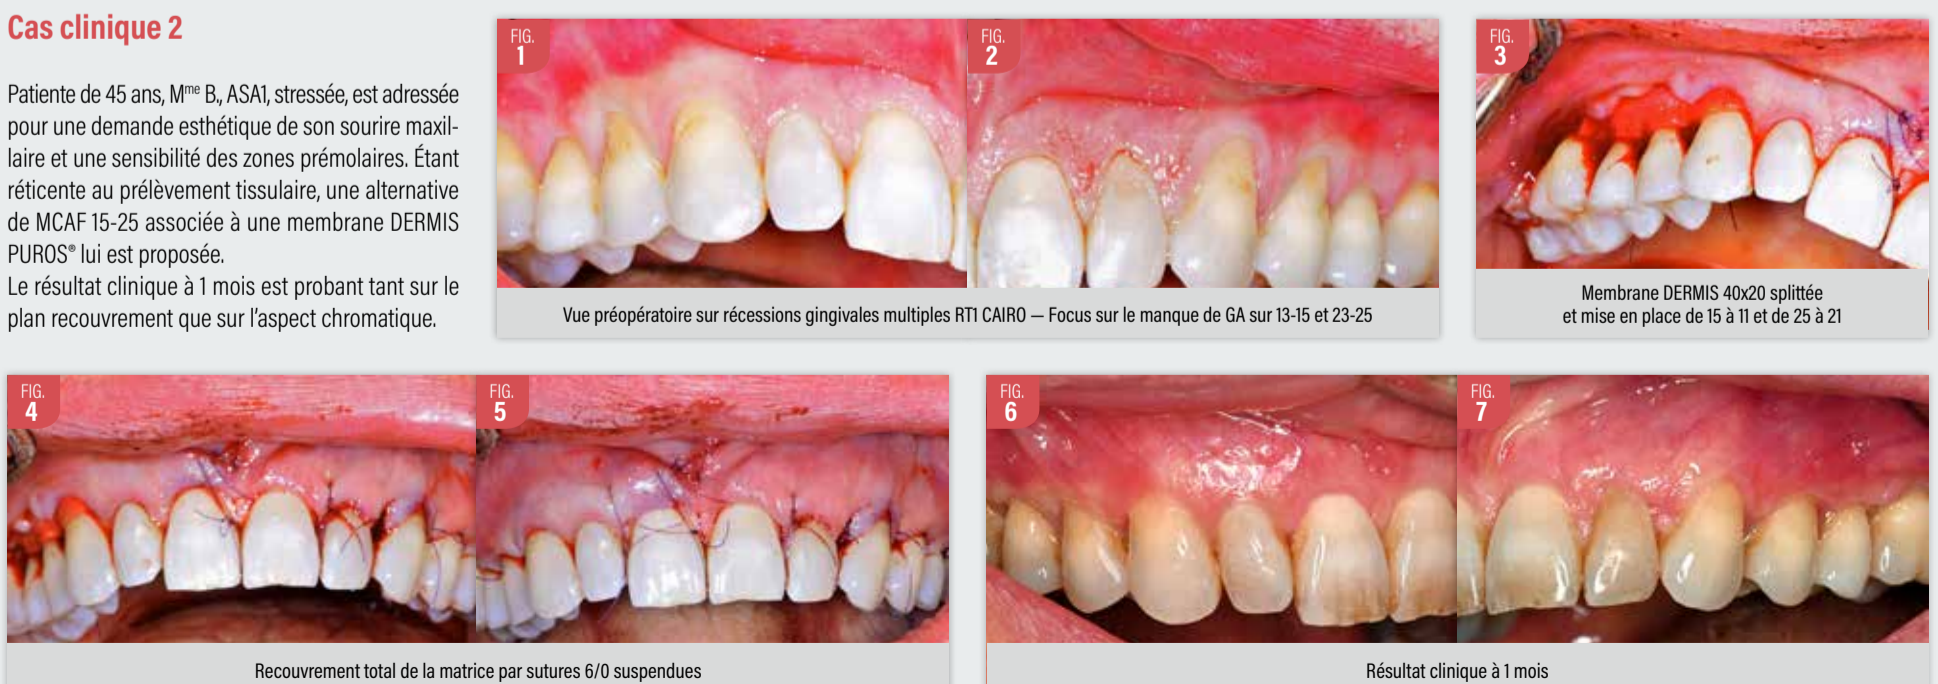 Cas clinique 2
Patiente de 45 ans, Mme B., ASA1, stressée, est adressée
pour une demande esthétique de son sourire maxil-
laire et une sensibilité des zones prémolaires. Étant
réticente au prélèvement tissulaire, une alternative
de MCAF 15-25 associée à une membrane DERMIS
PUROS® lui est proposée.
Le résultat clinique à 1 mois est probant tant sur le
plan recouvrement que sur l'aspect chromatique.
FIG.
1
FIG.
2
Vue préopératoire sur récessions gingivales multiples RT1 CAIRO — Focus sur le manque de GA sur 13-15 et 23-25
FIG.
3
Membrane DERMIS 40x20 splittée
et mise en place de 15 à 11 et de 25 à 21
FIG.
4
FIG.
5
Recouvrement total de la matrice par sutures 6/0 suspendues
FIG.
6
FIG.
7
Résultat clinique à 1 mois